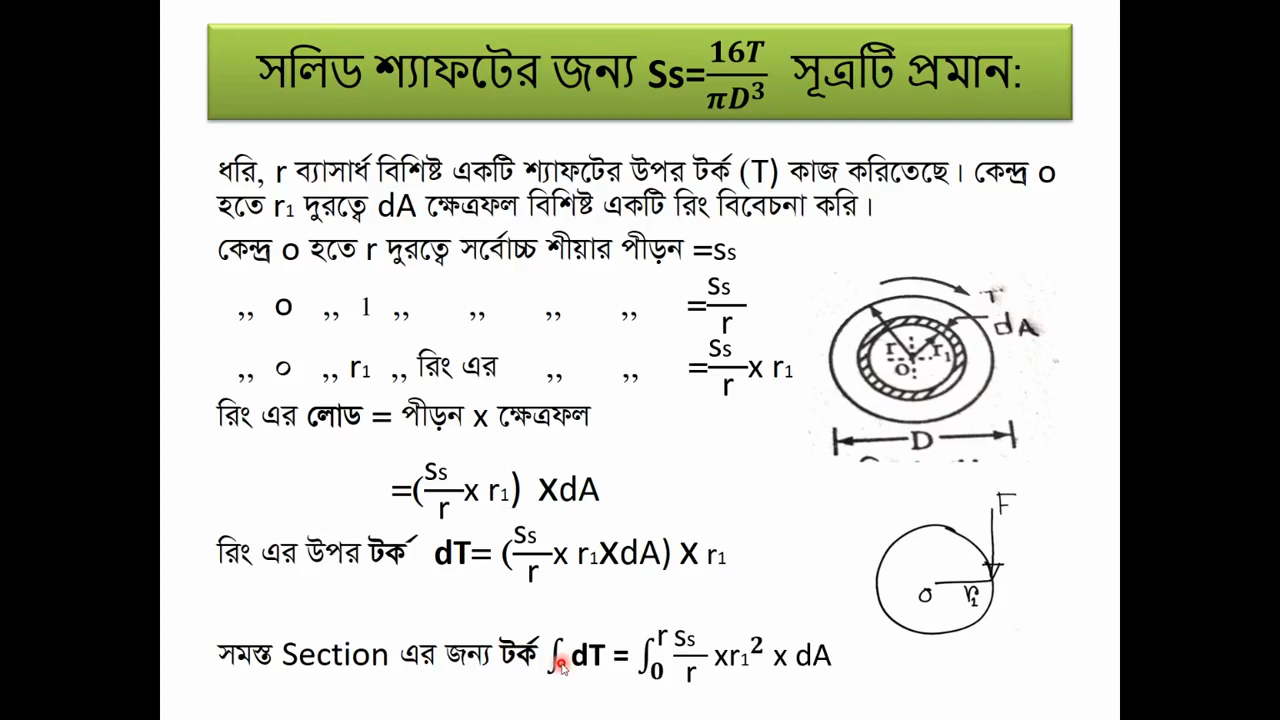 সলিড শ্যাফটের জন্য Ss=16T/πD³ সূত্রটি প্রমান:
ধরি, r ব্যাসার্ধ বিশিষ্ট একটি শ্যাফটের উপর টর্ক (T) কাজ করিতেছে। কেন্দ্র o
হতে r₁ দুরত্বে dA ক্ষেত্রফল বিশিষ্ট একটি রিং বিবেচনা করি।
কেন্দ্র o হতে r দুরত্বে সর্বোচ্চ শীয়ার পীড়ন =ss
,, o ,, 1 ,, ,, ,, ,, =Ss/r
,, ০ ,, r₁ ,, রিং এর ,, ,, =Ss/r x r₁
রিং এর লোড = পীড়ন x ক্ষেত্রফল
=(Ss/r x r₁) XdA
রিং এর উপর টর্ক dT= (Ss/r x r₁XdA) X r₁
সমস্ত Section এর জন্য টর্ক ∫dT = ∫₀ʳ Ss/r xr₁² x dA
T
dA
r
r₁
o
D
F
o
r₁